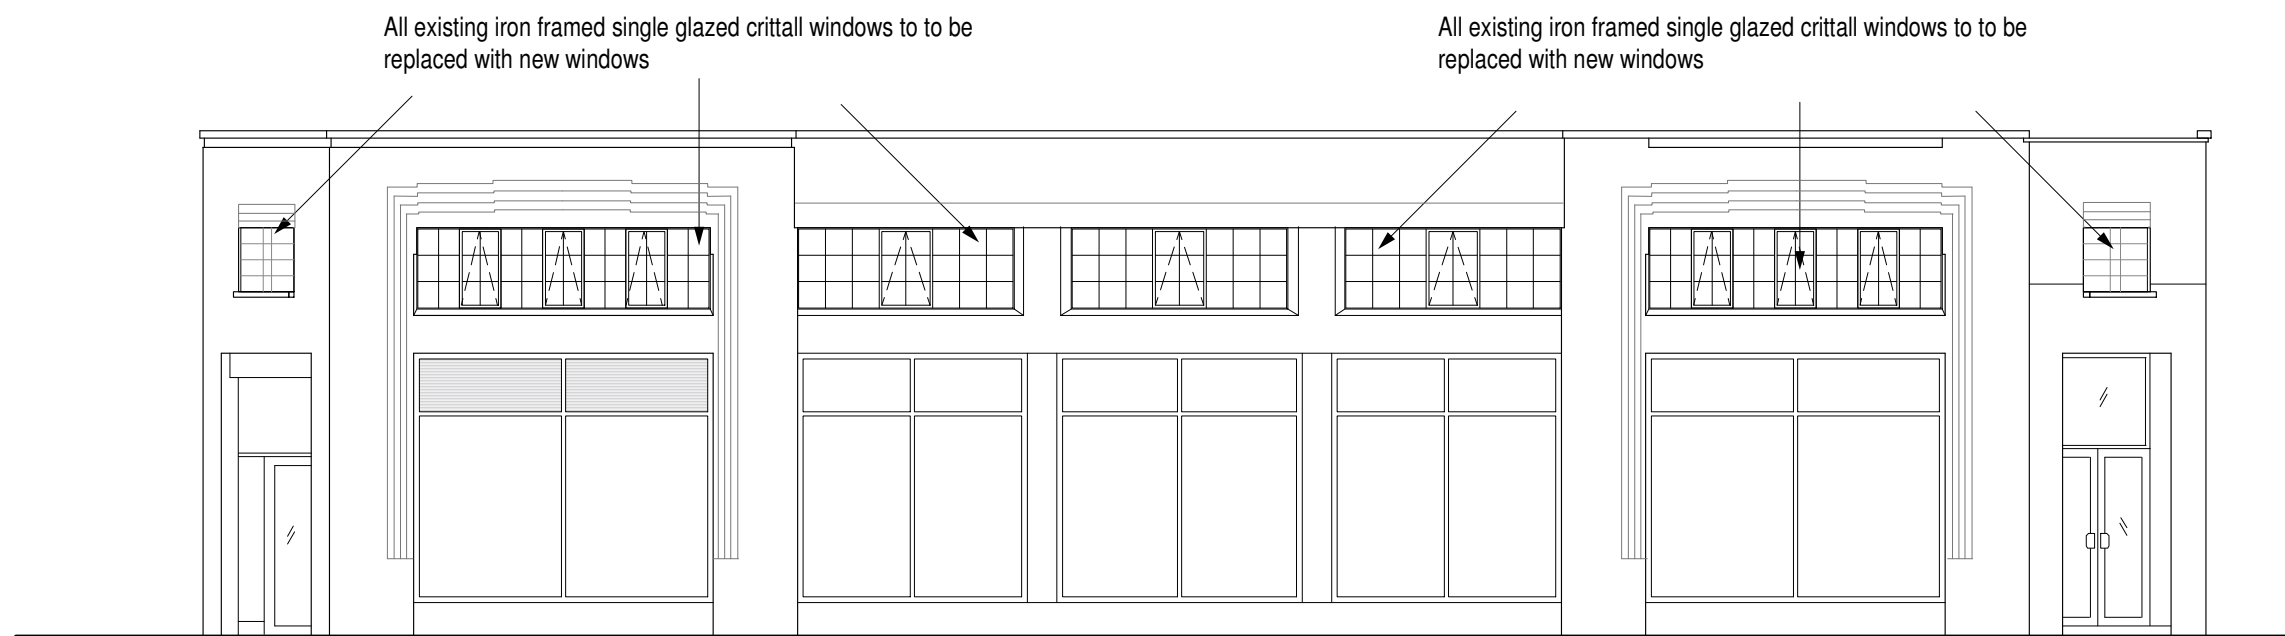 All existing iron framed single glazed crittall windows to to be
replaced with new windows
All existing iron framed single glazed crittall windows to to be
replaced with new windows